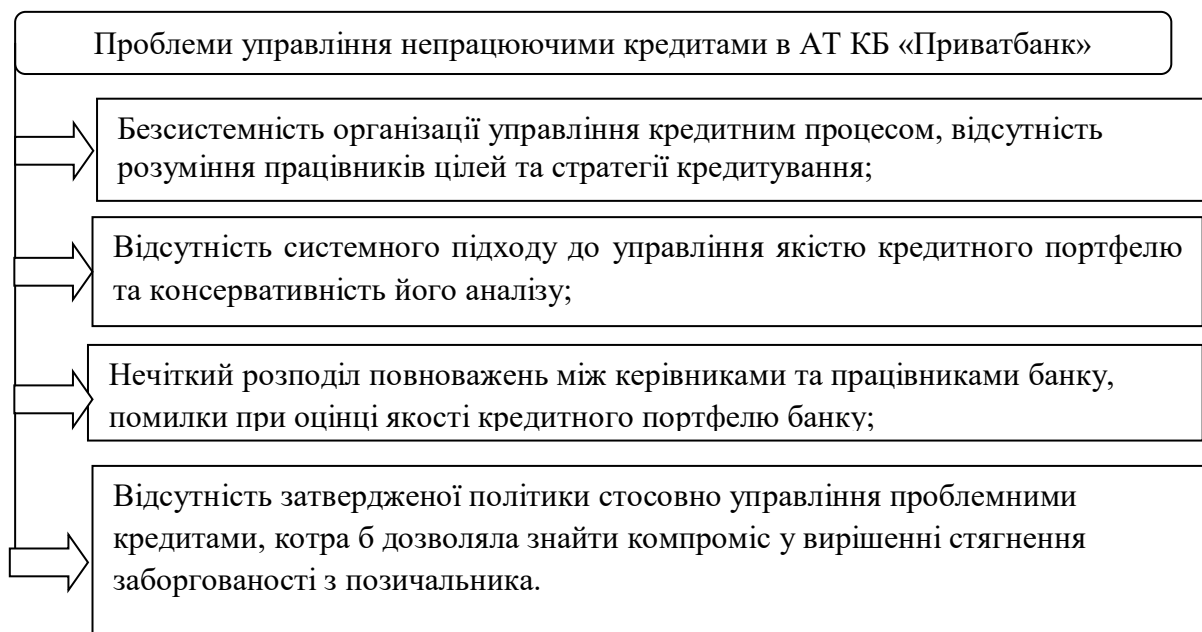 Проблеми управління непрацюючими кредитами в АТ КБ «Приватбанк»
Безсистемність організації управління кредитним процесом, відсутність
розуміння працівників цілей та стратегії кредитування;
Відсутність системного підходу до управління якістю кредитного портфелю
та консервативність його аналізу;
Нечіткий розподіл повноважень між керівниками та працівниками банку,
помилки при оцінці якості кредитного портфелю банку;
Відсутність затвердженої політики стосовно управління проблемними
кредитами, котра б дозволяла знайти компроміс у вирішенні стягнення
заборгованості з позичальника.